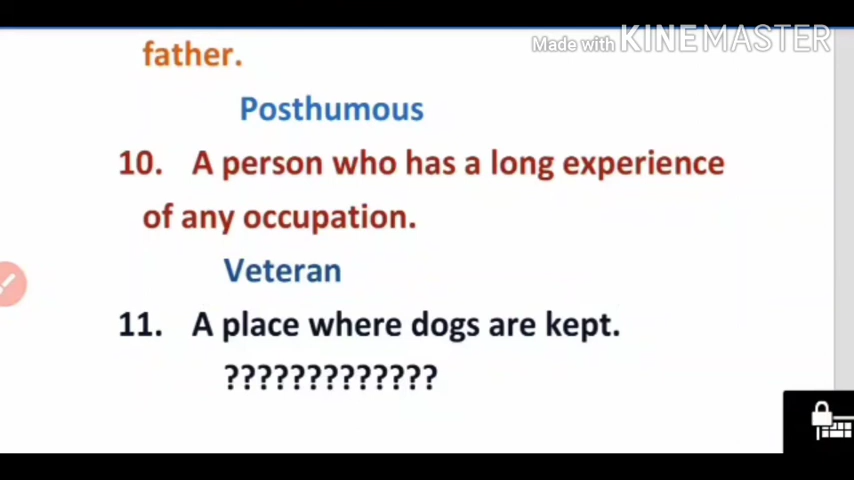 Made with KINEMASTER
father.
Posthumous
10. A person who has a long experience
of any occupation.
Veteran
11. A place where dogs are kept.
?????????????